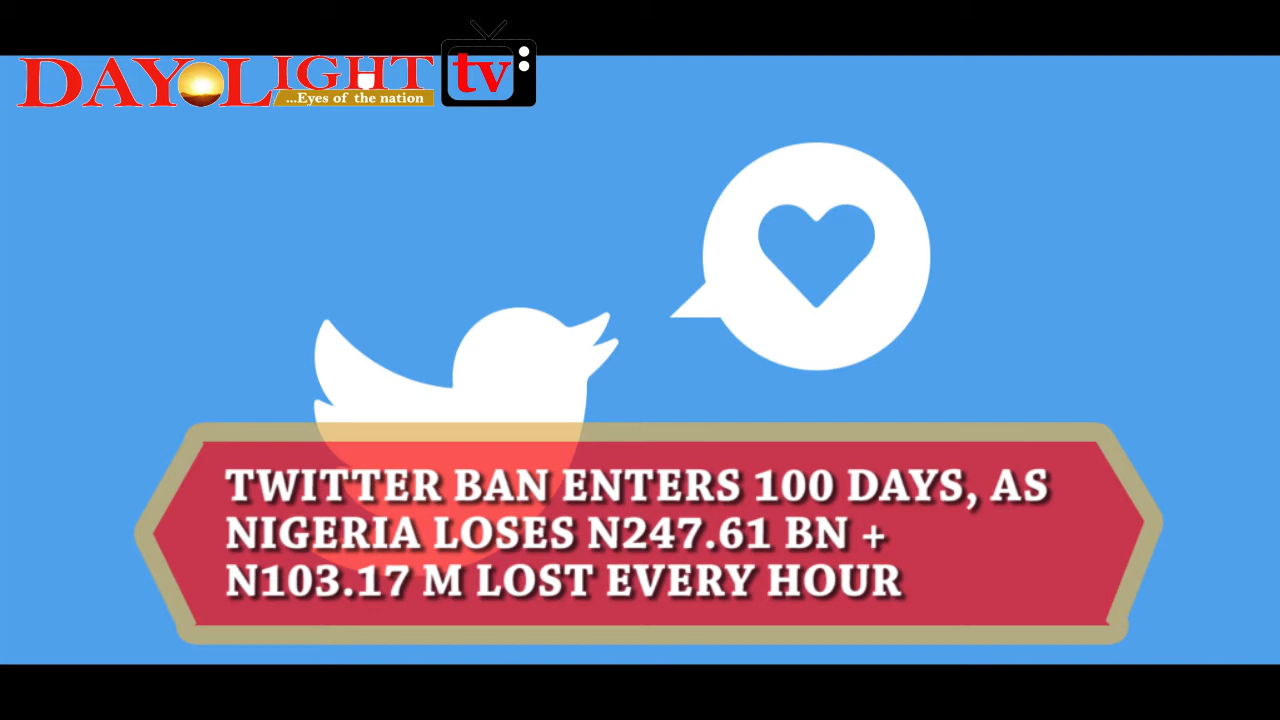 DAYLIGHT
...Eyes of the nation
tv
TWITTER BAN ENTERS 100 DAYS, AS
NIGERIA LOSES N247.61 BN +
N103.17 M LOST EVERY HOUR